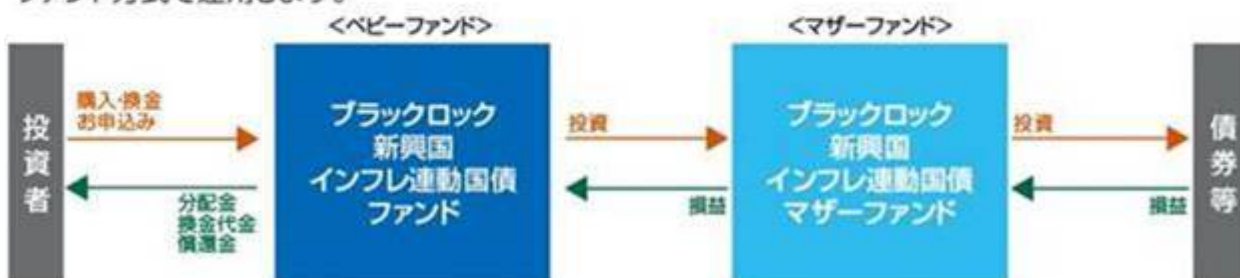 <ベビーファンド>
<マザーファンド>
投資者
購入・換金
お申込み
分配金
換金代金
償還金
ブラックロック
新興国
インフレ連動国債
ファンド
投資
損益
ブラックロック
新興国
インフレ連動国債
マザーファンド
投資
損益
債券等